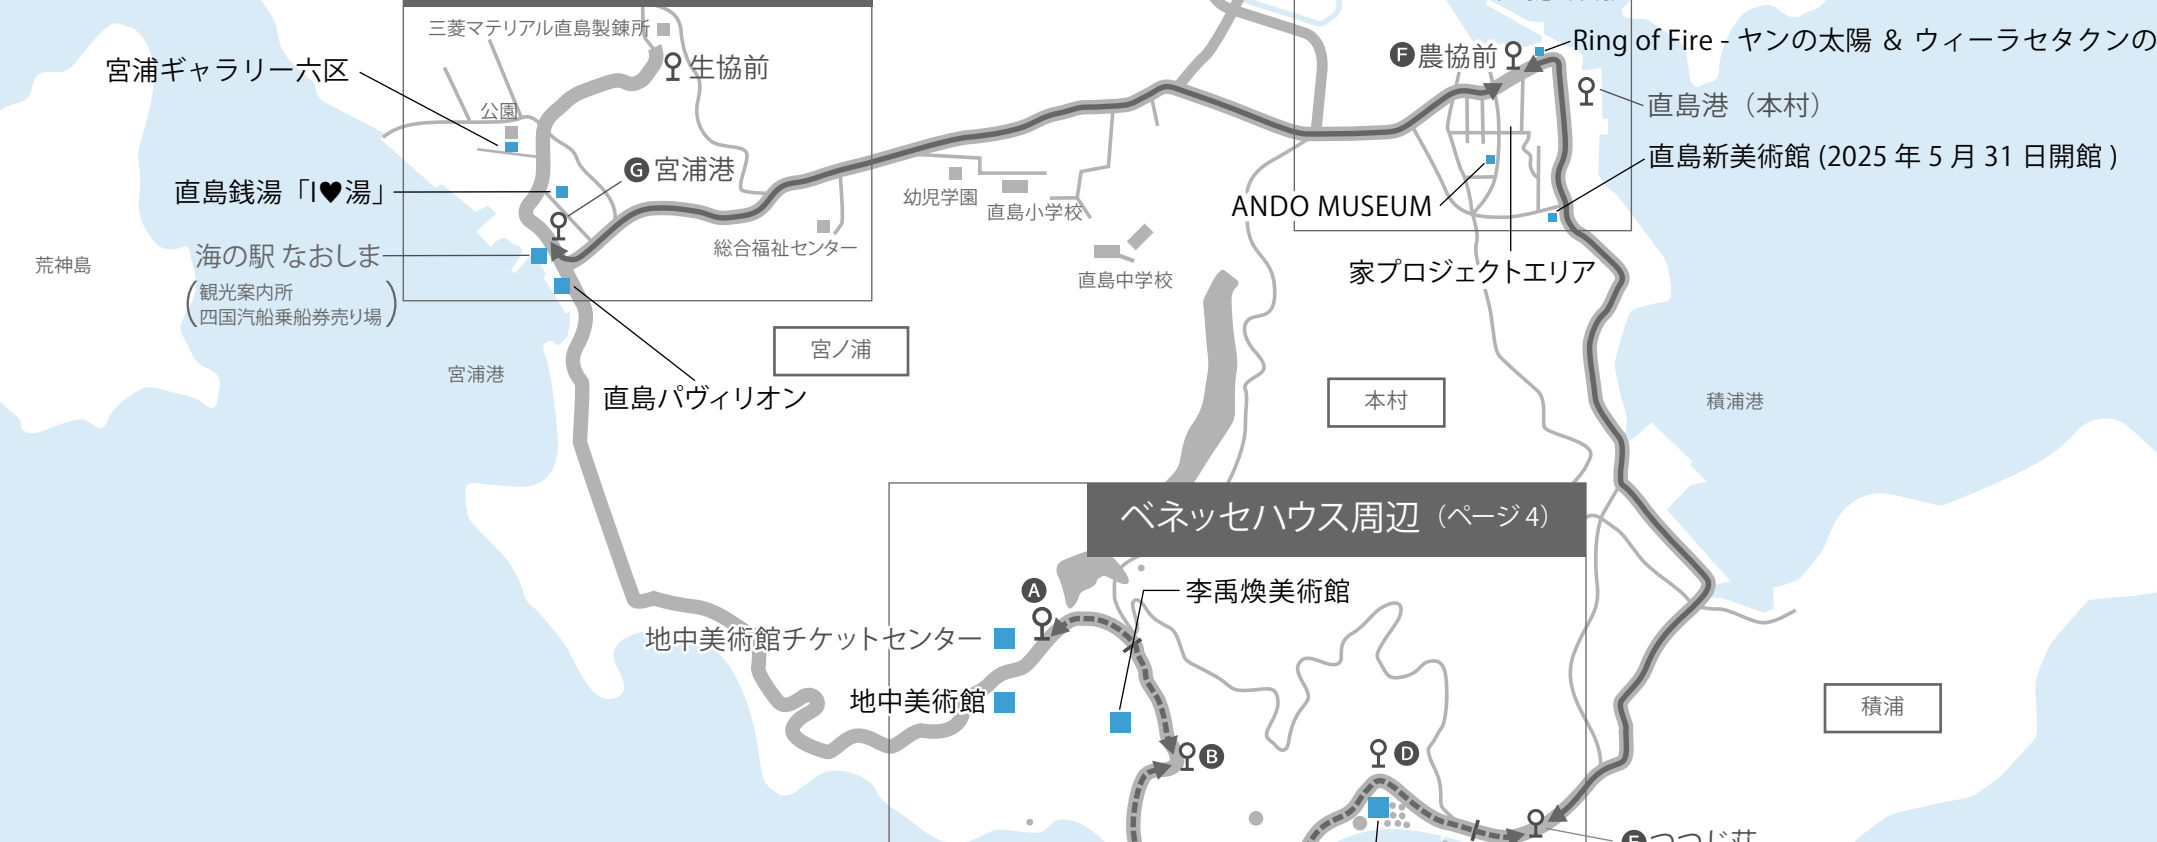 三菱マテリアル直島製錬所
生協前
宮浦ギャラリー六区
公園
G 宮浦港
直島銭湯「I♥湯」
海の駅 なおしま
(観光案内所
四国汽船乗船券売り場)
総合福祉センター
荒神島
宮浦港
直島パヴィリオン
宮ノ浦
幼児学園
直島小学校
直島中学校
F 農協前
Ring of Fire - ヤンの太陽 & ウィーラセタクンの
直島港（本村）
直島新美術館 (2025 年 5 月 31 日開館 )
ANDO MUSEUM
家プロジェクトエリア
本村
積浦港
ベネッセハウス周辺（ページ 4）
A
李禹煥美術館
地中美術館チケットセンター
地中美術館
B
D
積浦
つつじ荘